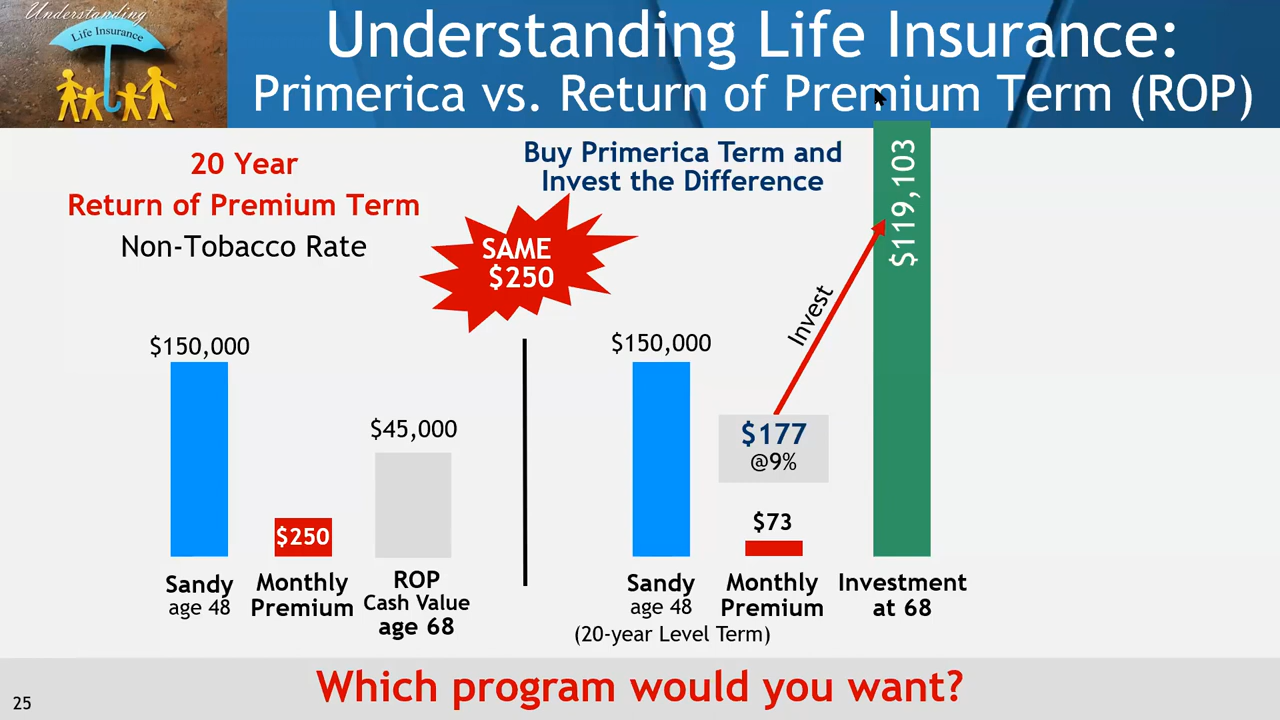 Understanding
Life Insurance
Understanding Life Insurance:
Primerica vs. Return of Premium Term (ROP)
20 Year
Return of Premium Term
Non-Tobacco Rate
SAME
$250
Buy Primerica Term and
Invest the Difference
$119,103
Invest
$150,000
$250
$45,000
Sandy
age 48
Monthly
Premium
ROP
Cash Value
age 68
$150,000
$177
@9%
$73
Sandy
age 48
(20-year Level Term)
Monthly
Premium
Investment
at 68
Which program would you want?
25